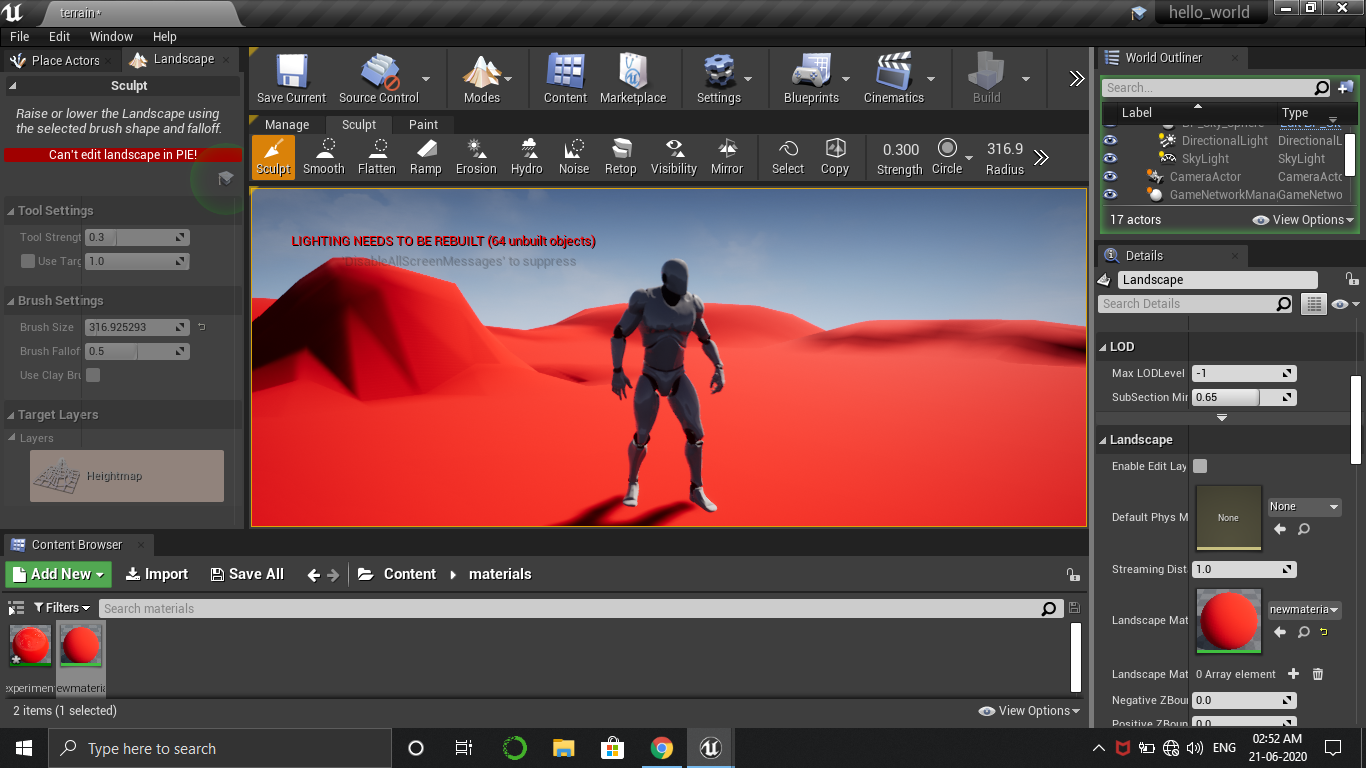 terrain*
hello_world
File Edit Window Help
Place Actors
Landscape
Sculpt
Raise or lower the Landscape using
the selected brush shape and falloff.
Can't edit landscape in PIE!
Tool Settings
Tool Strengt 0.3
Use Targ 1.0
Brush Settings
Brush Size 316.925293
Brush Fallof 0.5
Use Clay Bru
Target Layers
Layers
Heightmap
Save Current Source Control Modes Content Marketplace Settings Blueprints Cinematics Build
Manage Sculpt Paint
Sculpt Smooth Flatten Ramp Erosion Hydro Noise Retop Visibility Mirror Select Copy 0.300 Strength Circle 316.9 Radius
LIGHTING NEEDS TO BE REBUILT (64 unbuilt objects)
'DisableAllScreenMessages' to suppress
World Outliner
Search...
Label Type
DirectionalLight DirectionalL
SkyLight SkyLight
CameraActor CameraActo
GameNetworkMana GameNetwo
17 actors View Options
Details
Landscape
Search Details
LOD
Max LODLevel -1
SubSection Mir 0.65
Landscape
Enable Edit Lay
Default Phys M None None
Streaming Dist 1.0
Landscape Mat newmateria
Landscape Mat 0 Array element
Negative ZBou 0.0
Positive ZBou 0.0
Content Browser
Add New Import Save All Content materials
Filters Search materials
experimen ewmateria
2 items (1 selected) View Options
Type here to search
ENG
02:52 AM
21-06-2020